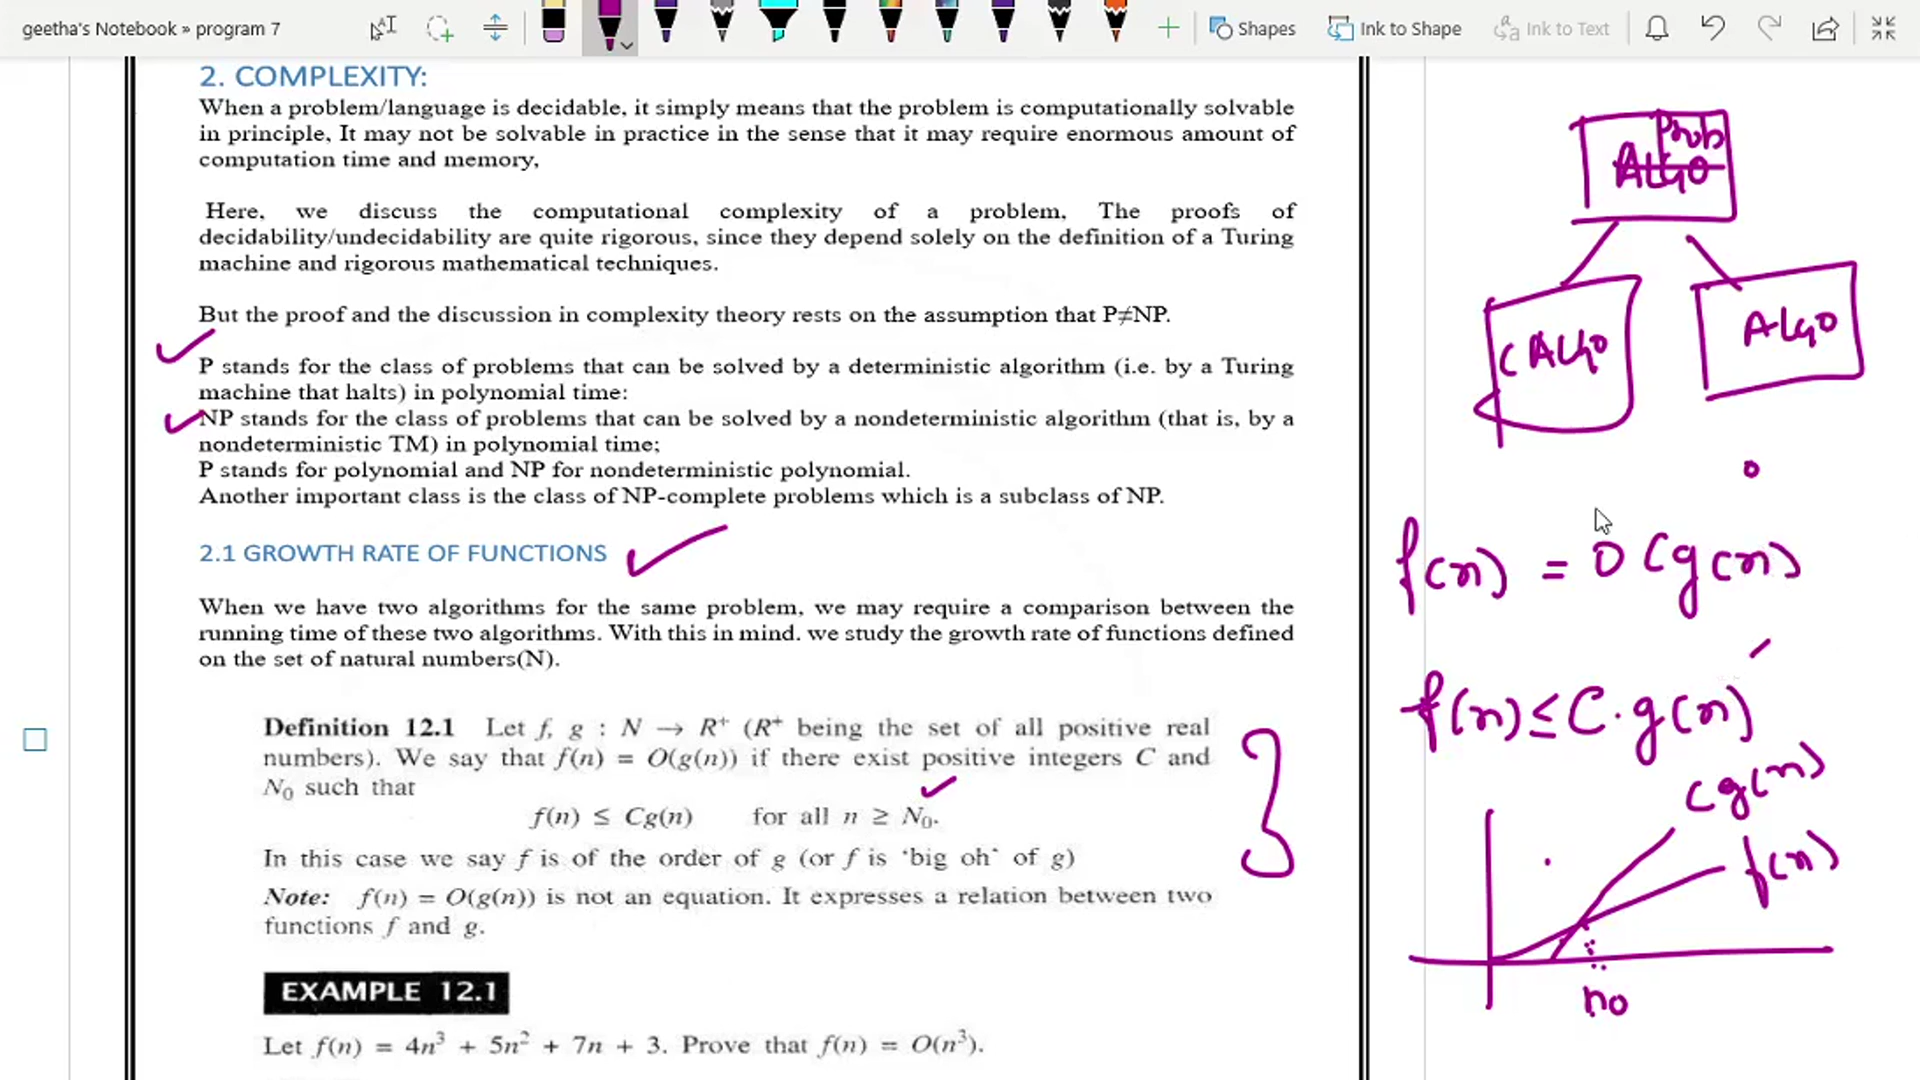 geetha's Notebook » program 7
Shapes
Ink to Shape
Ink to Text
2. COMPLEXITY:
When a problem/language is decidable, it simply means that the problem is computationally solvable
in principle, It may not be solvable in practice in the sense that it may require enormous amount of
computation time and memory,
Here, we discuss the computational complexity of a problem, The proofs of
decidability/undecidability are quite rigorous, since they depend solely on the definition of a Turing
machine and rigorous mathematical techniques.
But the proof and the discussion in complexity theory rests on the assumption that P≠NP.
P stands for the class of problems that can be solved by a deterministic algorithm (i.e. by a Turing
machine that halts) in polynomial time:
NP stands for the class of problems that can be solved by a nondeterministic algorithm (that is, by a
nondeterministic TM) in polynomial time;
P stands for polynomial and NP for nondeterministic polynomial.
Another important class is the class of NP-complete problems which is a subclass of NP.
2.1 GROWTH RATE OF FUNCTIONS
When we have two algorithms for the same problem, we may require a comparison between the
running time of these two algorithms. With this in mind. we study the growth rate of functions defined
on the set of natural numbers(N).
Definition 12.1 Let f, g : N → R⁺ (R⁺ being the set of all positive real
numbers). We say that f(n) = O(g(n)) if there exist positive integers C and
N₀ such that
f(n) ≤ Cg(n) for all n ≥ N₀.
In this case we say f is of the order of g (or f is 'big oh' of g)
Note: f(n) = O(g(n)) is not an equation. It expresses a relation between two
functions f and g.
EXAMPLE 12.1
Let f(n) = 4n³ + 5n² + 7n + 3. Prove that f(n) = O(n³).
Prob
ALGO
ALGO
f(n) = O(g(n)
f(n) ≤ C.g(n)
Cg(n)
f(n)
no